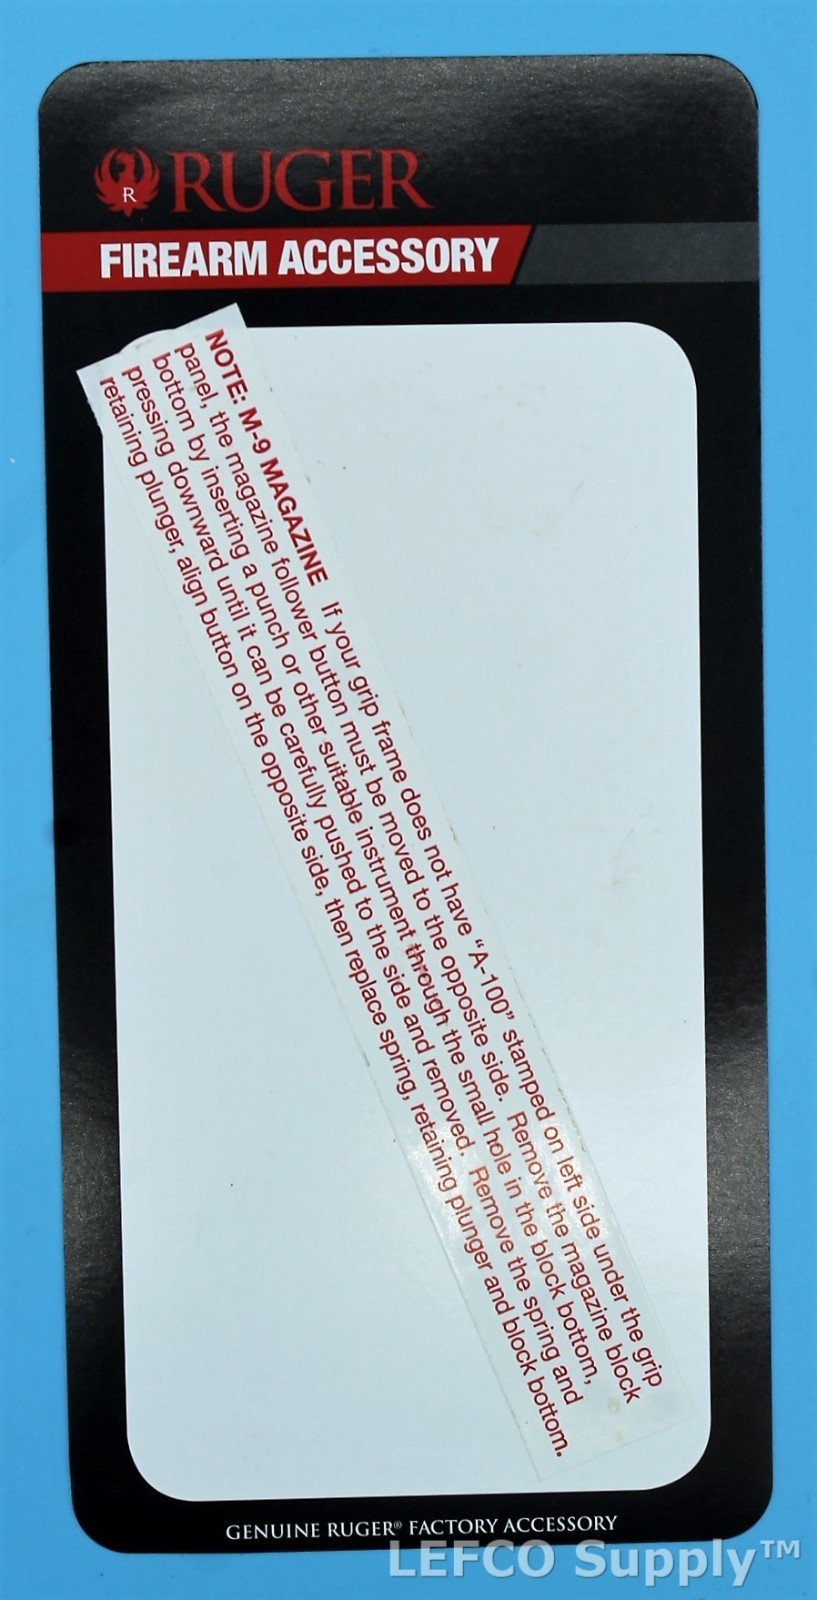 R
RUGER
FIREARM ACCESSORY
NOTE: M-9 MAGAZINE If your grip frame does not have “A-100” stamped on left side under the grip
panel, the magazine follower button must be moved to the opposite side. Remove the magazine block
bottom by inserting a punch or other suitable instrument through the small hole in the block bottom,
pressing downward until it can be carefully pushed to the side and removed. Remove the spring and
retaining plunger, align button on the opposite side, then replace spring, retaining plunger and block bottom.
GENUINE RUGER® FACTORY ACCESSORY
LEFCO Supply™